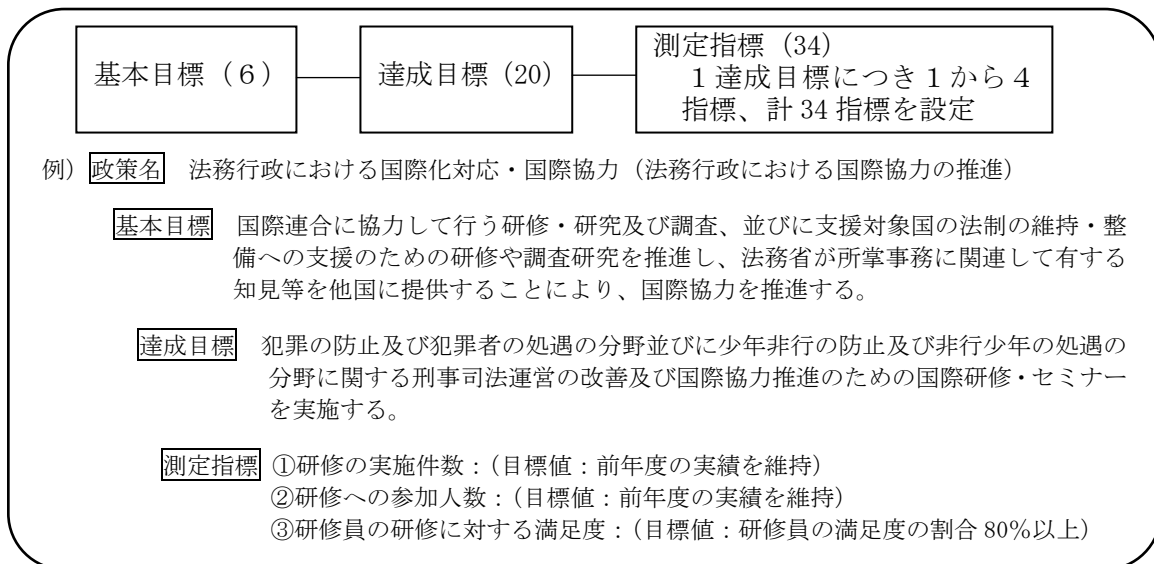 基本目標（６）
達成目標（20）
測定指標（34）
１達成目標につき１から４
指標、計 34 指標を設定
例）政策名　法務行政における国際化対応・国際協力（法務行政における国際協力の推進）
基本目標　国際連合に協力して行う研修・研究及び調査、並びに支援対象国の法制の維持・整
備への支援のための研修や調査研究を推進し、法務省が所掌事務に関連して有する
知見等を他国に提供することにより、国際協力を推進する。
達成目標　犯罪の防止及び犯罪者の処遇の分野並びに少年非行の防止及び非行少年の処遇の
分野に関する刑事司法運営の改善及び国際協力推進のための国際研修・セミナー
を実施する。
測定指標　①研修の実施件数：（目標値：前年度の実績を維持）
②研修への参加人数：（目標値：前年度の実績を維持）
③研修員の研修に対する満足度：（目標値：研修員の満足度の割合 80％以上）